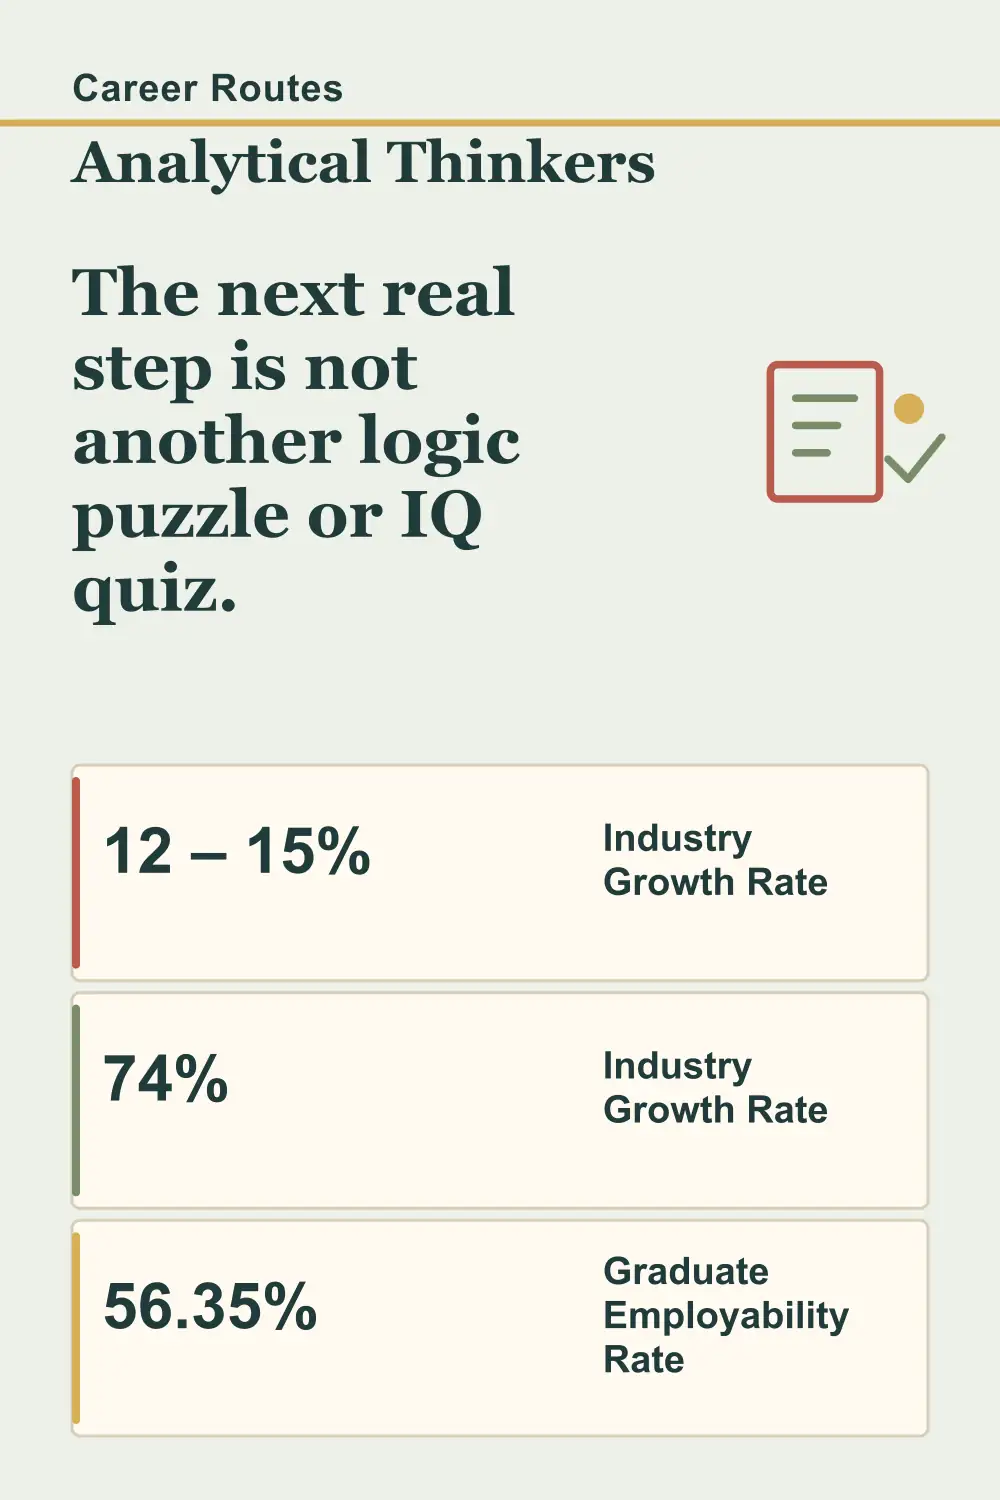 Career Routes
Analytical Thinkers
The next real
step is not
another logic
puzzle or IQ
quiz.
12 – 15%
Industry
Growth Rate
74%
Industry
Growth Rate
56.35%
Graduate
Employability
Rate